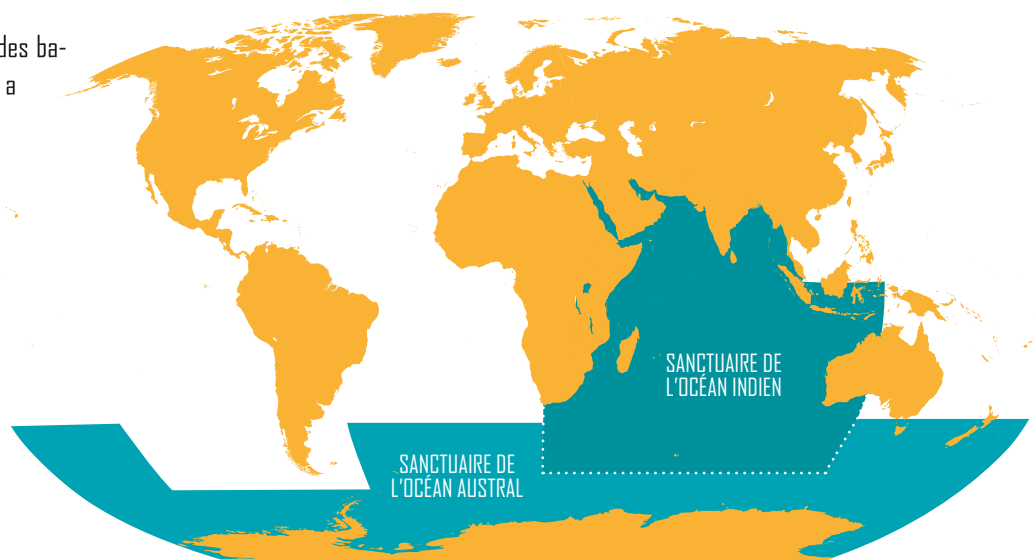 des ba-
a
SANCTUAIRE DE
L'OCÉAN INDIEN
SANCTUAIRE DE
L'OCÉAN AUSTRAL